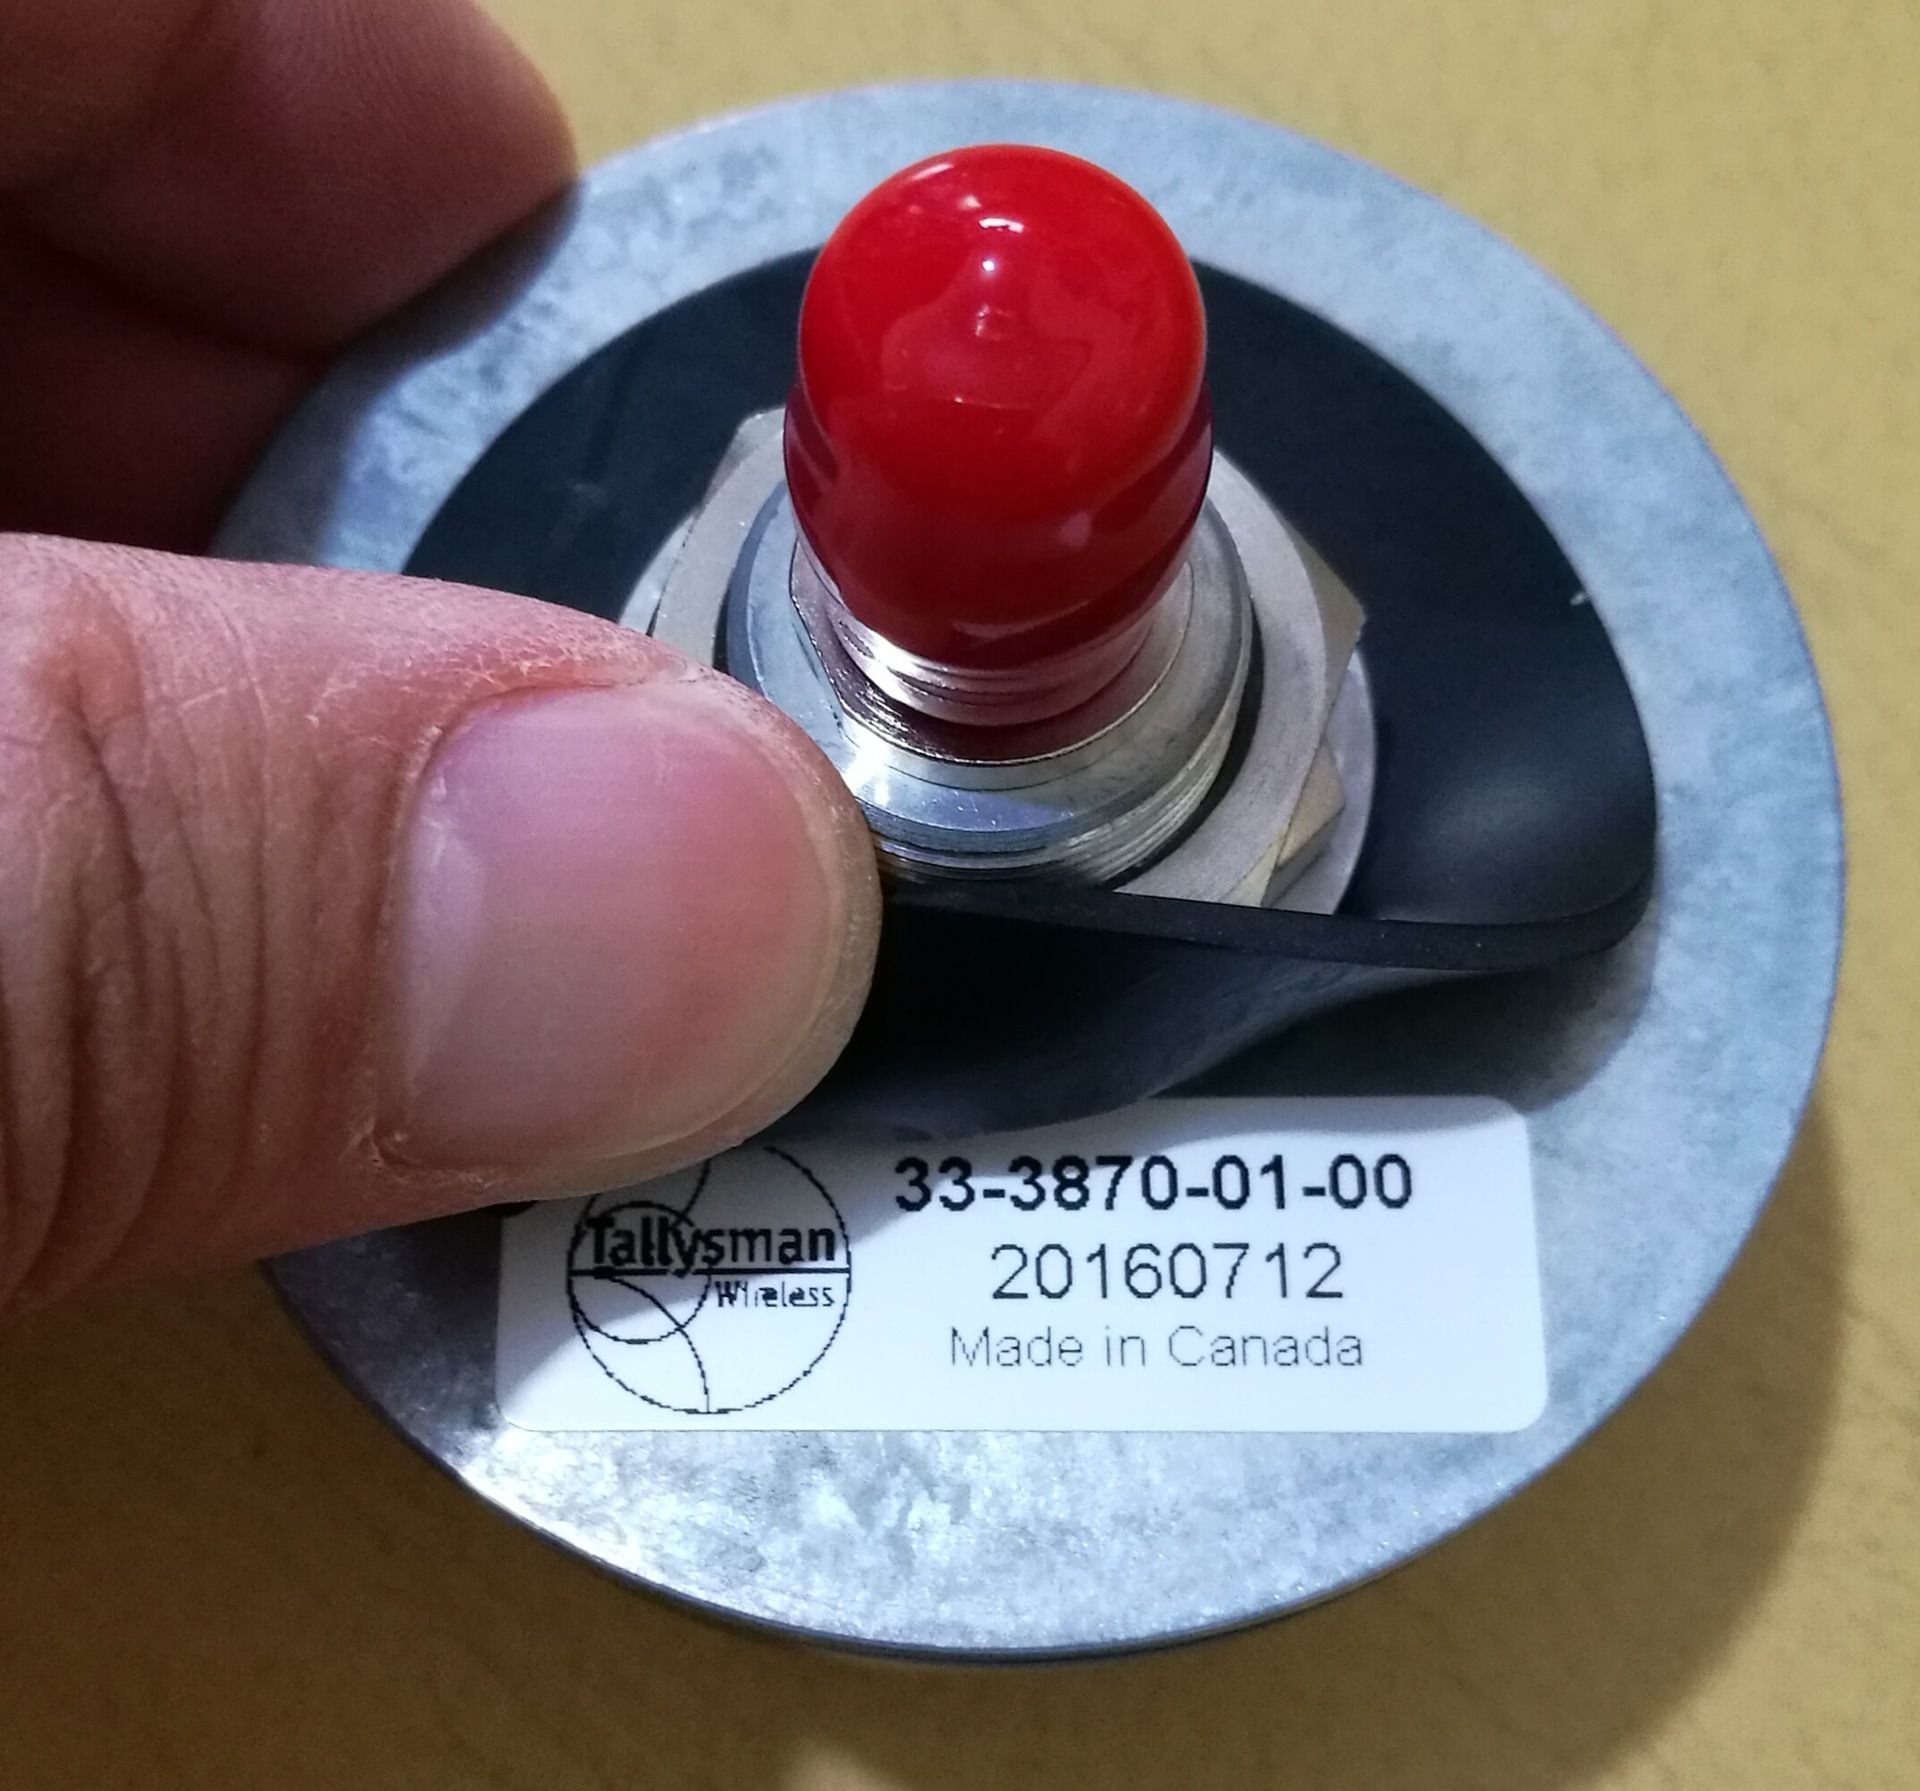 Tallysman
Wireless
33-3870-01-00
20160712
Made in Canada